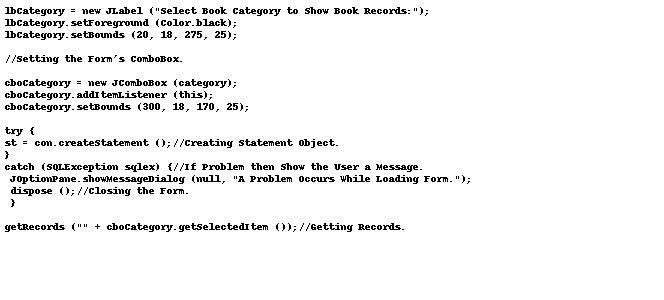 lbCategory = new JLabel ("Select Book Category to Show Book Records:");
lbCategory.setForeground (Color.black);
lbCategory.setBounds (20, 18, 275, 25);
//Setting the Form's ComboBox.
cboCategory = new JComboBox (category);
cboCategory.addItemListener (this);
cboCategory.setBounds (300, 18, 170, 25);
try {
st = con.createStatement ();//Creating Statement Object.
}
catch (SQLException sqlex) {//If Problem then Show the User a Message.
JOptionPane.showMessageDialog (null, "A Problem Occurs While Loading Form.");
dispose ();//Closing the Form.
}
getRecords ("" + cboCategory.getSelectedItem ());//Getting Records.